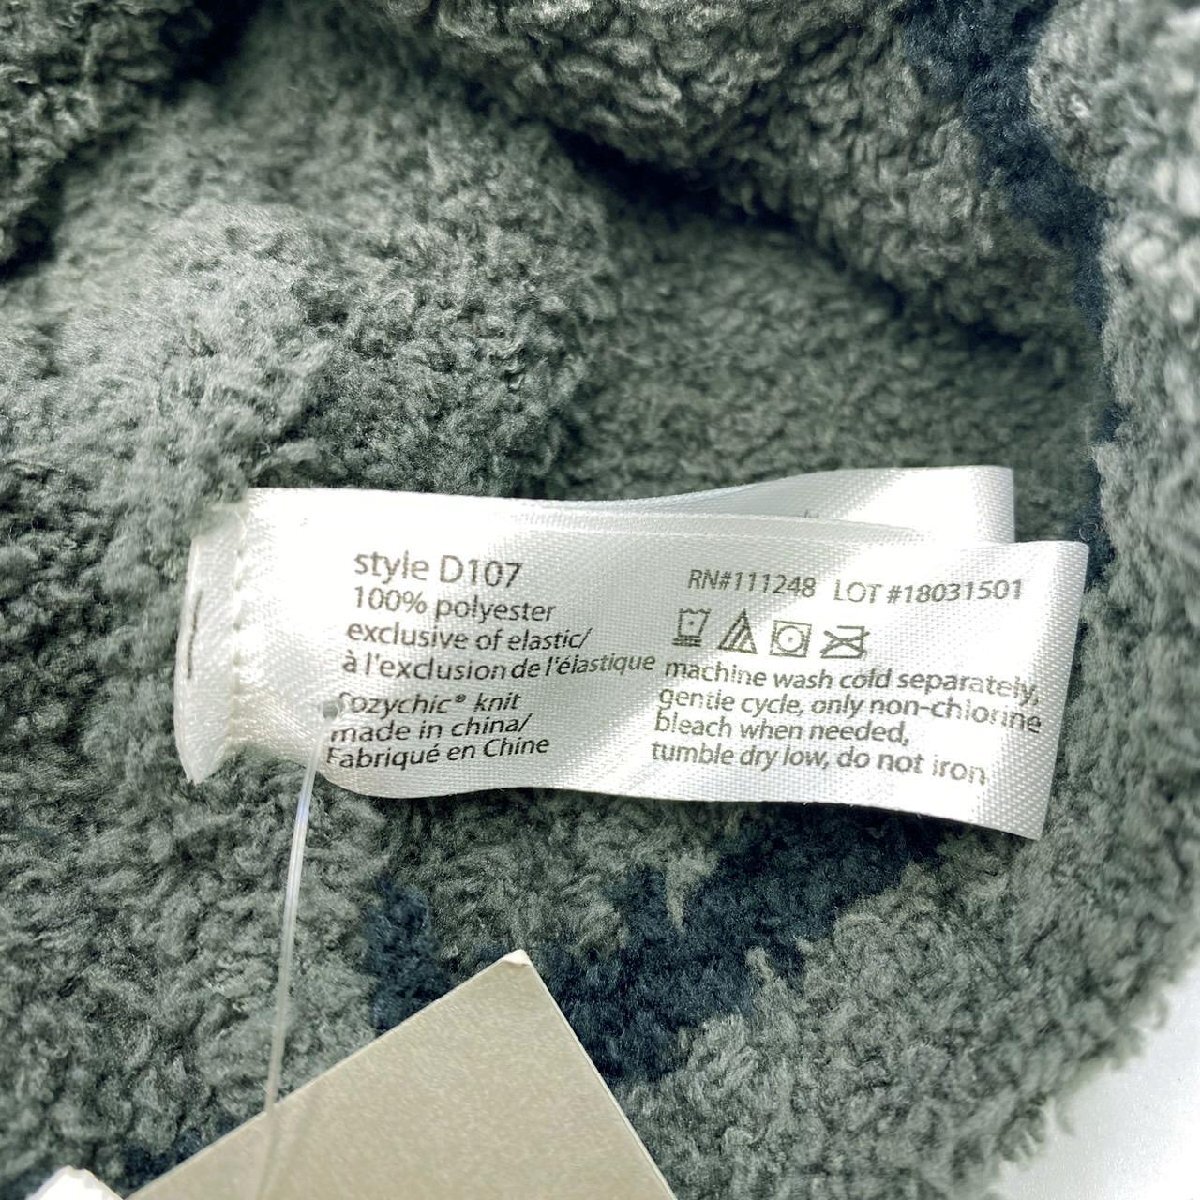 style D107
100% polyester
exclusive of elastic/
à l'exclusion de l'élastique
cozychic® knit
made in china/
Fabriqué en Chine
RN#111248 LOT #18031501
machine wash cold separately,
gentle cycle, only non-chlorine
bleach when needed,
tumble dry low, do not iron